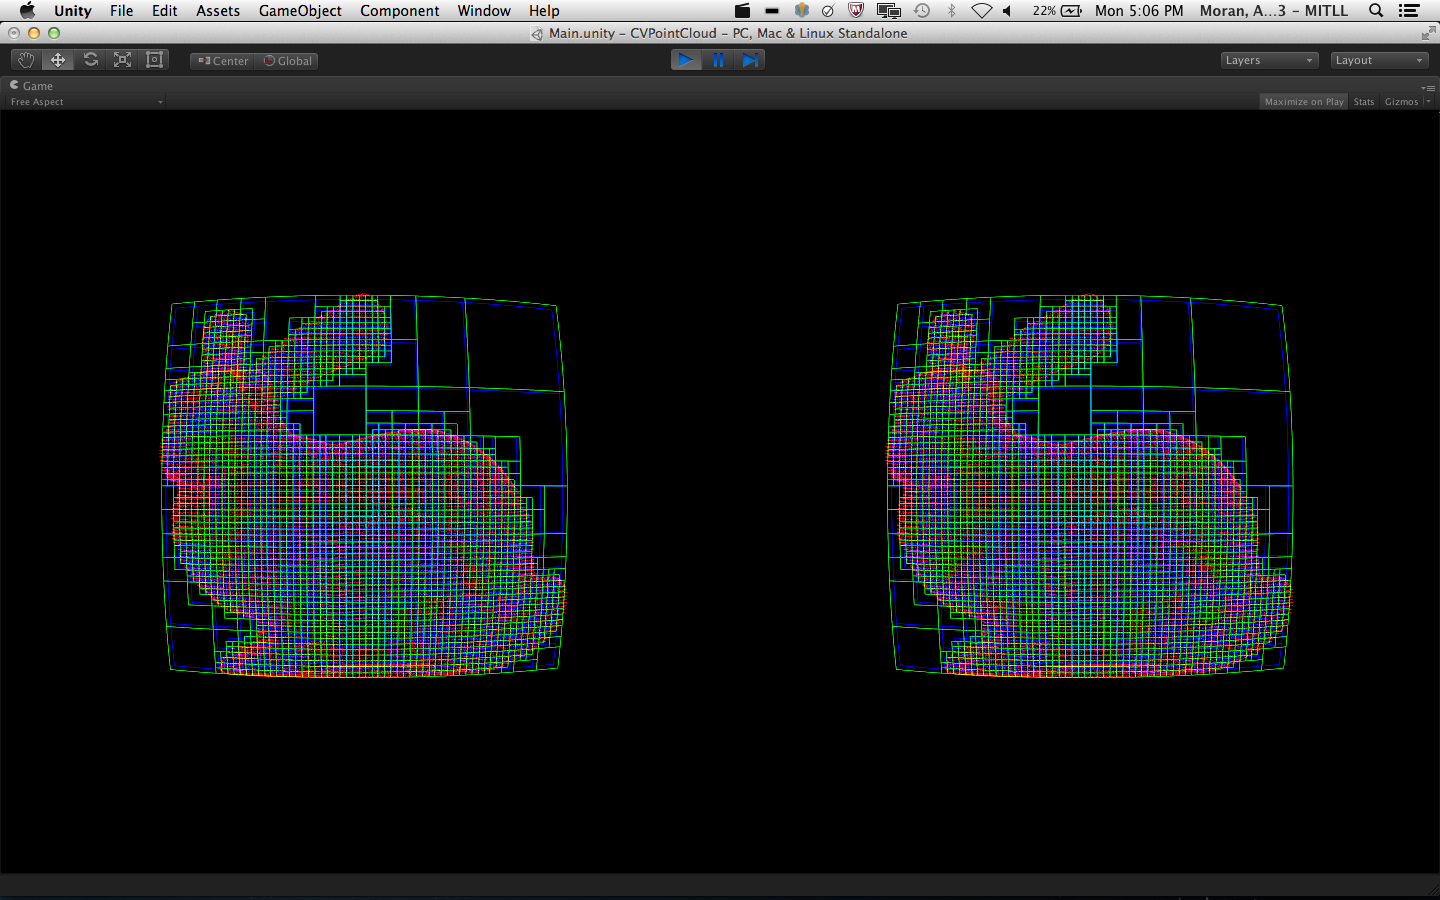 Unity File Edit Assets GameObject Component Window Help 22% Mon 5:06 PM Moran, A...3 – MITLL
Main.unity – CVPointCloud – PC, Mac & Linux Standalone
Center Global Layers Layout
Game
Free Aspect Maximize on Play Stats Gizmos